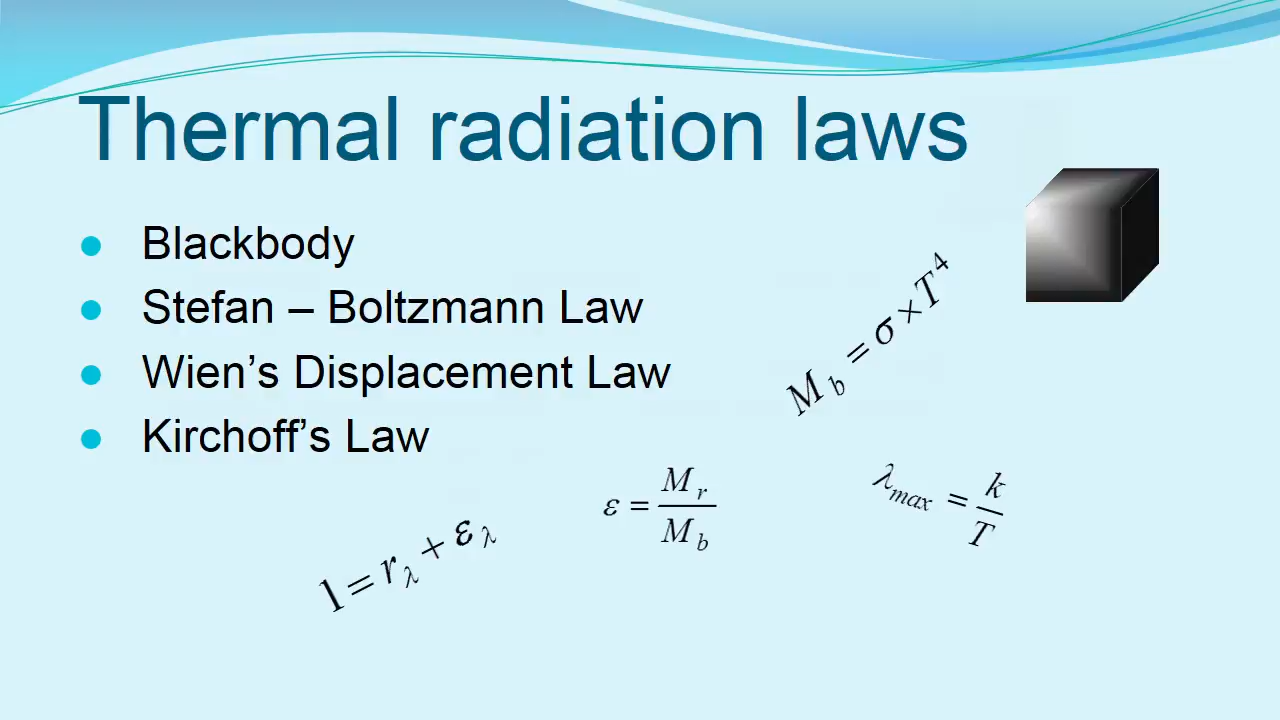 Thermal radiation laws
Blackbody
Stefan – Boltzmann Law
Wien’s Displacement Law
Kirchoff’s Law
M_b = σ × T^4
ε = M_r / M_b
λ_max = k / T
1 = r_λ + ε_λ